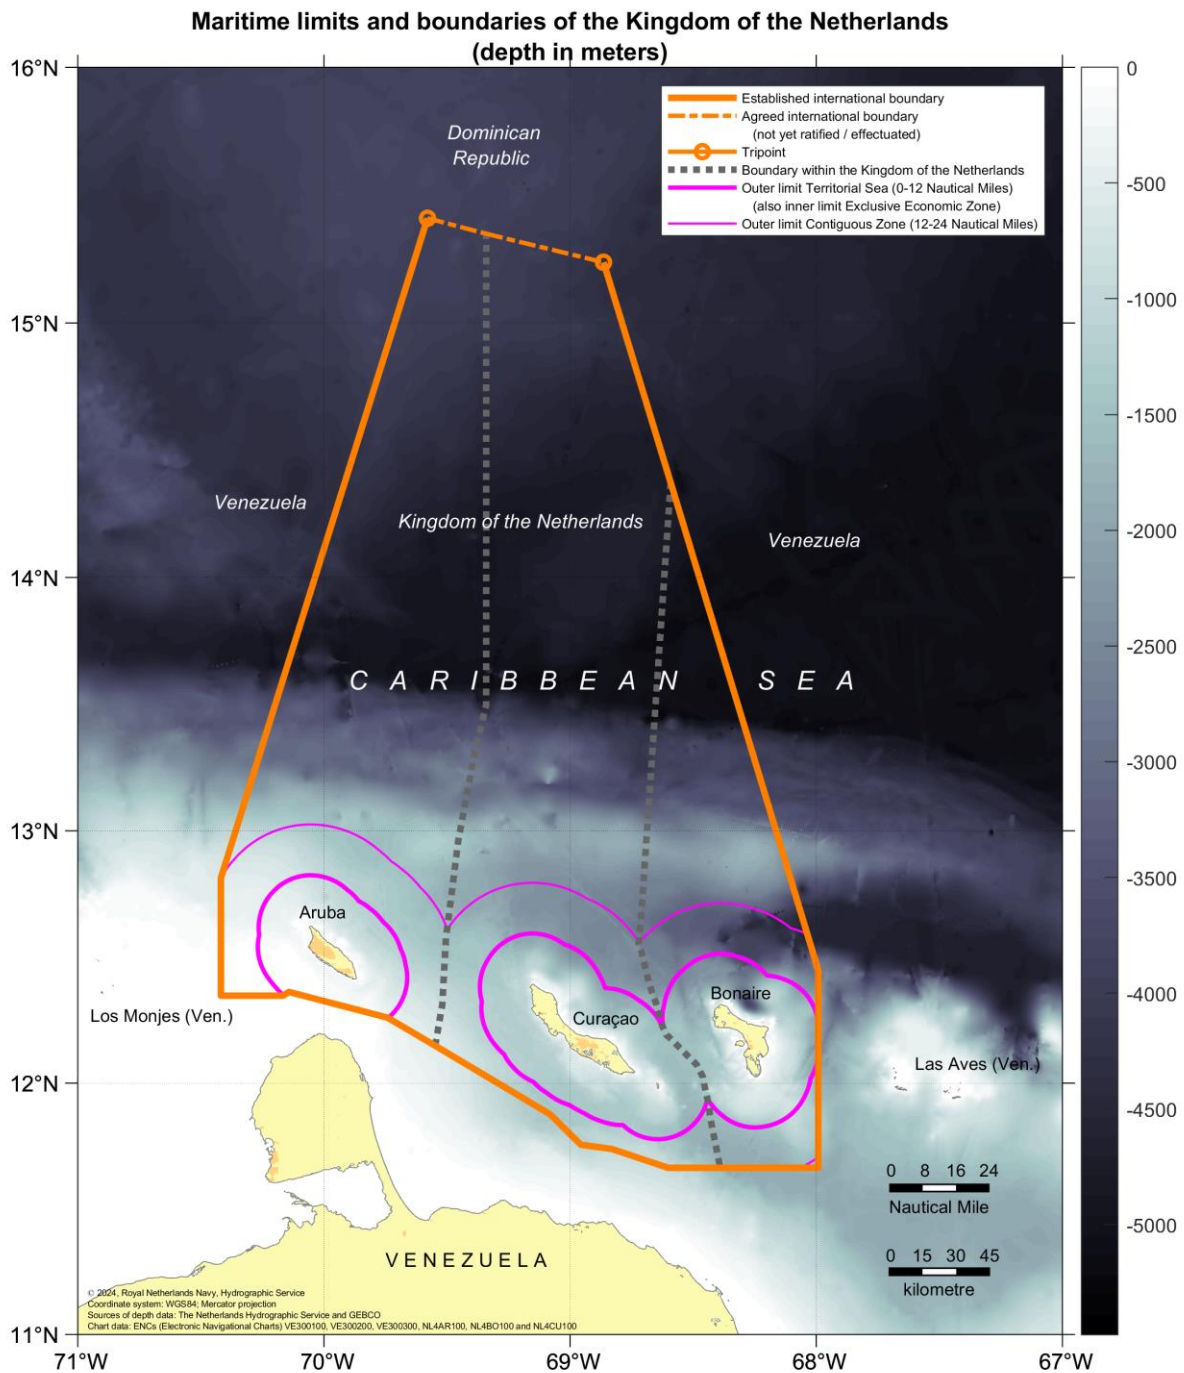 Maritime limits and boundaries of the Kingdom of the Netherlands
(depth in meters)
16°N
15°N
14°N
13°N
12°N
11°N
71°W
70°W
69°W
68°W
67°W
Established international boundary
Agreed international boundary
(not yet ratified / effectuated)
Tripoint
Boundary within the Kingdom of the Netherlands
Outer limit Territorial Sea (0-12 Nautical Miles)
(also inner limit Exclusive Economic Zone)
Outer limit Contiguous Zone (12-24 Nautical Miles)
0
-500
-1000
-1500
-2000
-2500
-3000
-3500
-4000
-4500
-5000
Dominican
Republic
Venezuela
Kingdom of the Netherlands
Venezuela
CARIBBEAN SEA
Aruba
Bonaire
Curaçao
Los Monjes (Ven.)
Las Aves (Ven.)
VENEZUELA
0 8 16 24
Nautical Mile
0 15 30 45
kilometre
© 2024, Royal Netherlands Navy, Hydrographic Service
Coordinate system: WGS84; Mercator projection
Sources of depth data: The Netherlands Hydrographic Service and GEBCO
Chart data: ENCs (Electronic Navigational Charts) VE300100, VE300200, VE300300, NL4AR100, NL4BO100 and NL4CU100